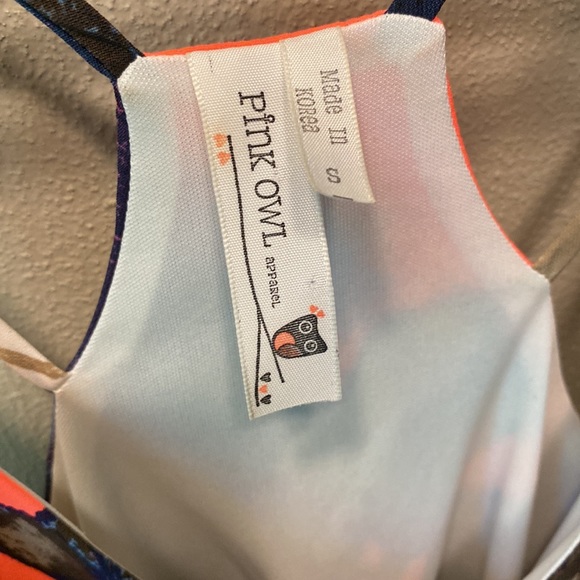 Pink OWL
apparel
Made In
Korea
S